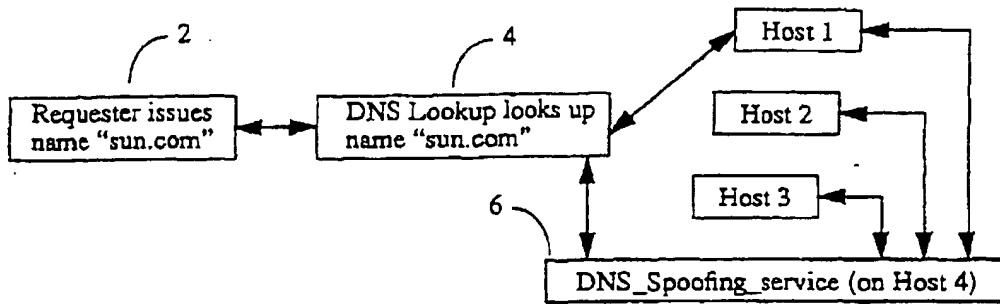 2
4
Requester issues
name “sun.com”
DNS Lookup looks up
name “sun.com”
Host 1
Host 2
Host 3
6
DNS_Spoofing_service (on Host 4)